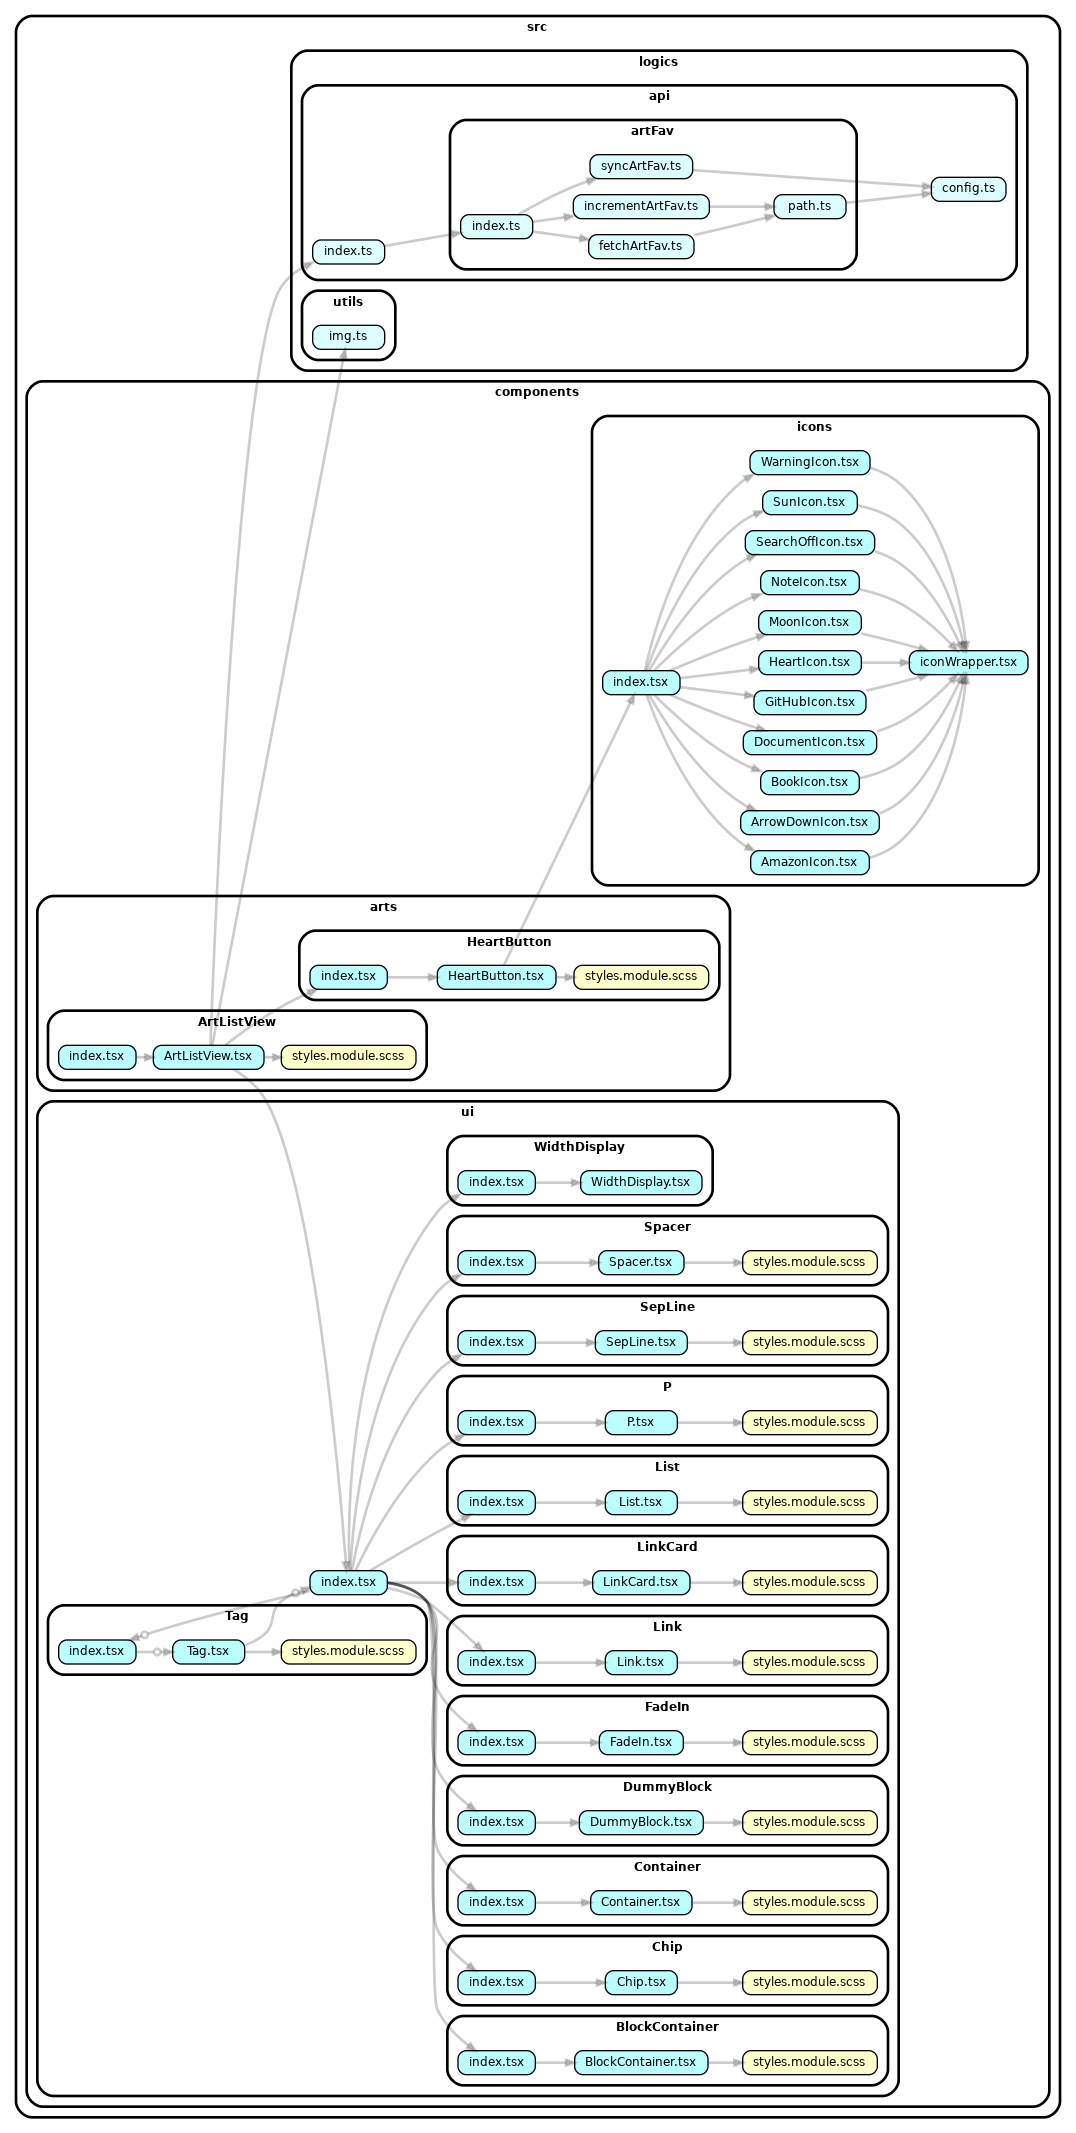 src
logics
api
artFav
syncArtFav.ts
config.ts
incrementArtFav.ts
path.ts
index.ts
fetchArtFav.ts
index.ts
utils
img.ts
components
icons
WarningIcon.tsx
SunIcon.tsx
SearchOffIcon.tsx
NoteIcon.tsx
MoonIcon.tsx
HeartIcon.tsx
iconWrapper.tsx
index.tsx
GitHubIcon.tsx
DocumentIcon.tsx
BookIcon.tsx
ArrowDownIcon.tsx
AmazonIcon.tsx
arts
HeartButton
index.tsx
HeartButton.tsx
styles.module.scss
ArtListView
index.tsx
ArtListView.tsx
styles.module.scss
ui
WidthDisplay
index.tsx
WidthDisplay.tsx
Spacer
index.tsx
Spacer.tsx
styles.module.scss
SepLine
index.tsx
SepLine.tsx
styles.module.scss
P
index.tsx
P.tsx
styles.module.scss
List
index.tsx
List.tsx
styles.module.scss
LinkCard
index.tsx
index.tsx
LinkCard.tsx
styles.module.scss
Tag
index.tsx
Tag.tsx
styles.module.scss
Link
index.tsx
Link.tsx
styles.module.scss
FadeIn
index.tsx
FadeIn.tsx
styles.module.scss
DummyBlock
index.tsx
DummyBlock.tsx
styles.module.scss
Container
index.tsx
Container.tsx
styles.module.scss
Chip
index.tsx
Chip.tsx
styles.module.scss
BlockContainer
index.tsx
BlockContainer.tsx
styles.module.scss